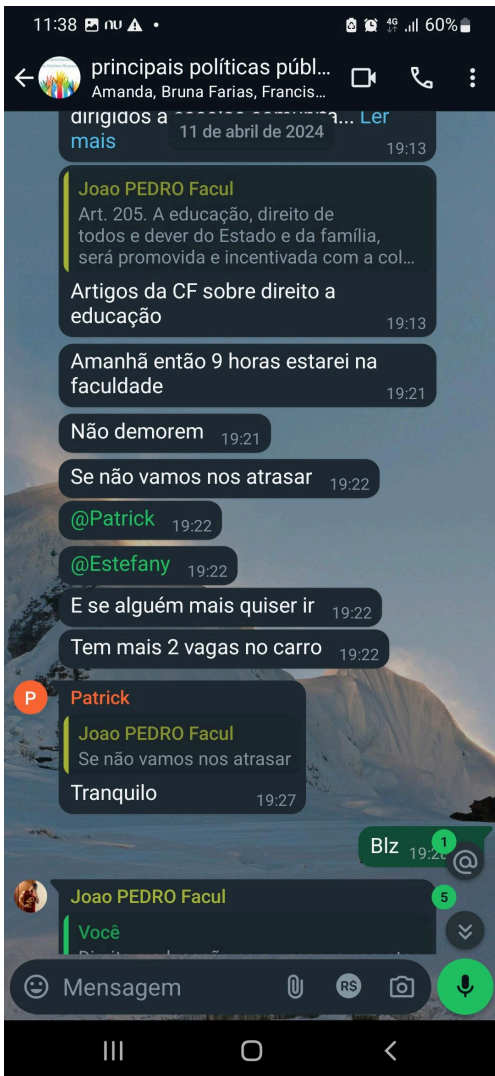 11:38
4G 60%
principais políticas públ...
Amanda, Bruna Farias, Francis...
mais
11 de abril de 2024
Ler
19:13
Joao PEDRO Facul
Art. 205. A educação, direito de
todos e dever do Estado e da família,
será promovida e incentivada com a col...
Artigos da CF sobre direito a
educação
19:13
Amanhã então 9 horas estarei na
faculdade
19:21
Não demorem 19:21
Se não vamos nos atrasar 19:22
@Patrick 19:22
@Estefany 19:22
E se alguém mais quiser ir 19:22
Tem mais 2 vagas no carro 19:22
P Patrick
Joao PEDRO Facul
Se não vamos nos atrasar
Tranquilo 19:27
Blz
1
@
Joao PEDRO Facul
5
Você
Mensagem
R$